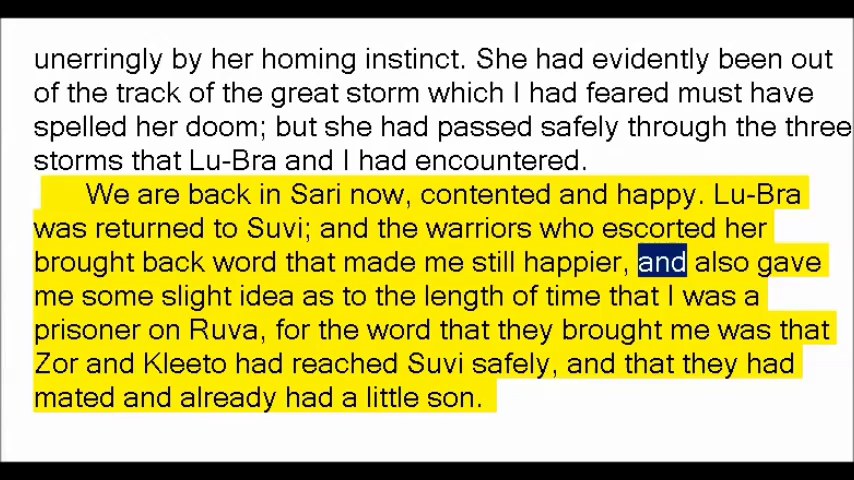 unerringly by her homing instinct. She had evidently been out
of the track of the great storm which I had feared must have
spelled her doom; but she had passed safely through the three
storms that Lu-Bra and I had encountered.
We are back in Sari now, contented and happy. Lu-Bra
was returned to Suvi; and the warriors who escorted her
brought back word that made me still happier, and also gave
me some slight idea as to the length of time that I was a
prisoner on Ruva, for the word that they brought me was that
Zor and Kleeto had reached Suvi safely, and that they had
mated and already had a little son.